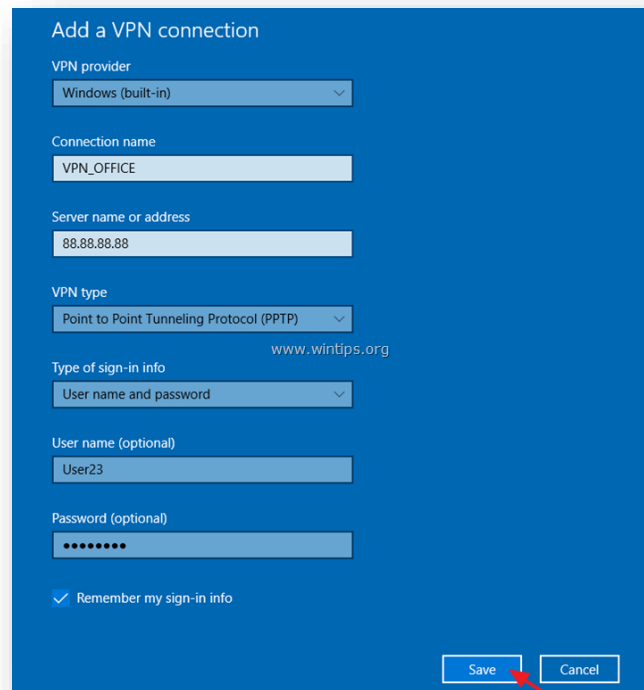 Add a VPN connection
VPN provider
Windows (built-in)
Connection name
VPN_OFFICE
Server name or address
88.88.88.88
VPN type
Point to Point Tunneling Protocol (PPTP)
www.wintips.org
Type of sign-in info
User name and password
User name (optional)
User23
Password (optional)
••••••••
Remember my sign-in info
Save
Cancel